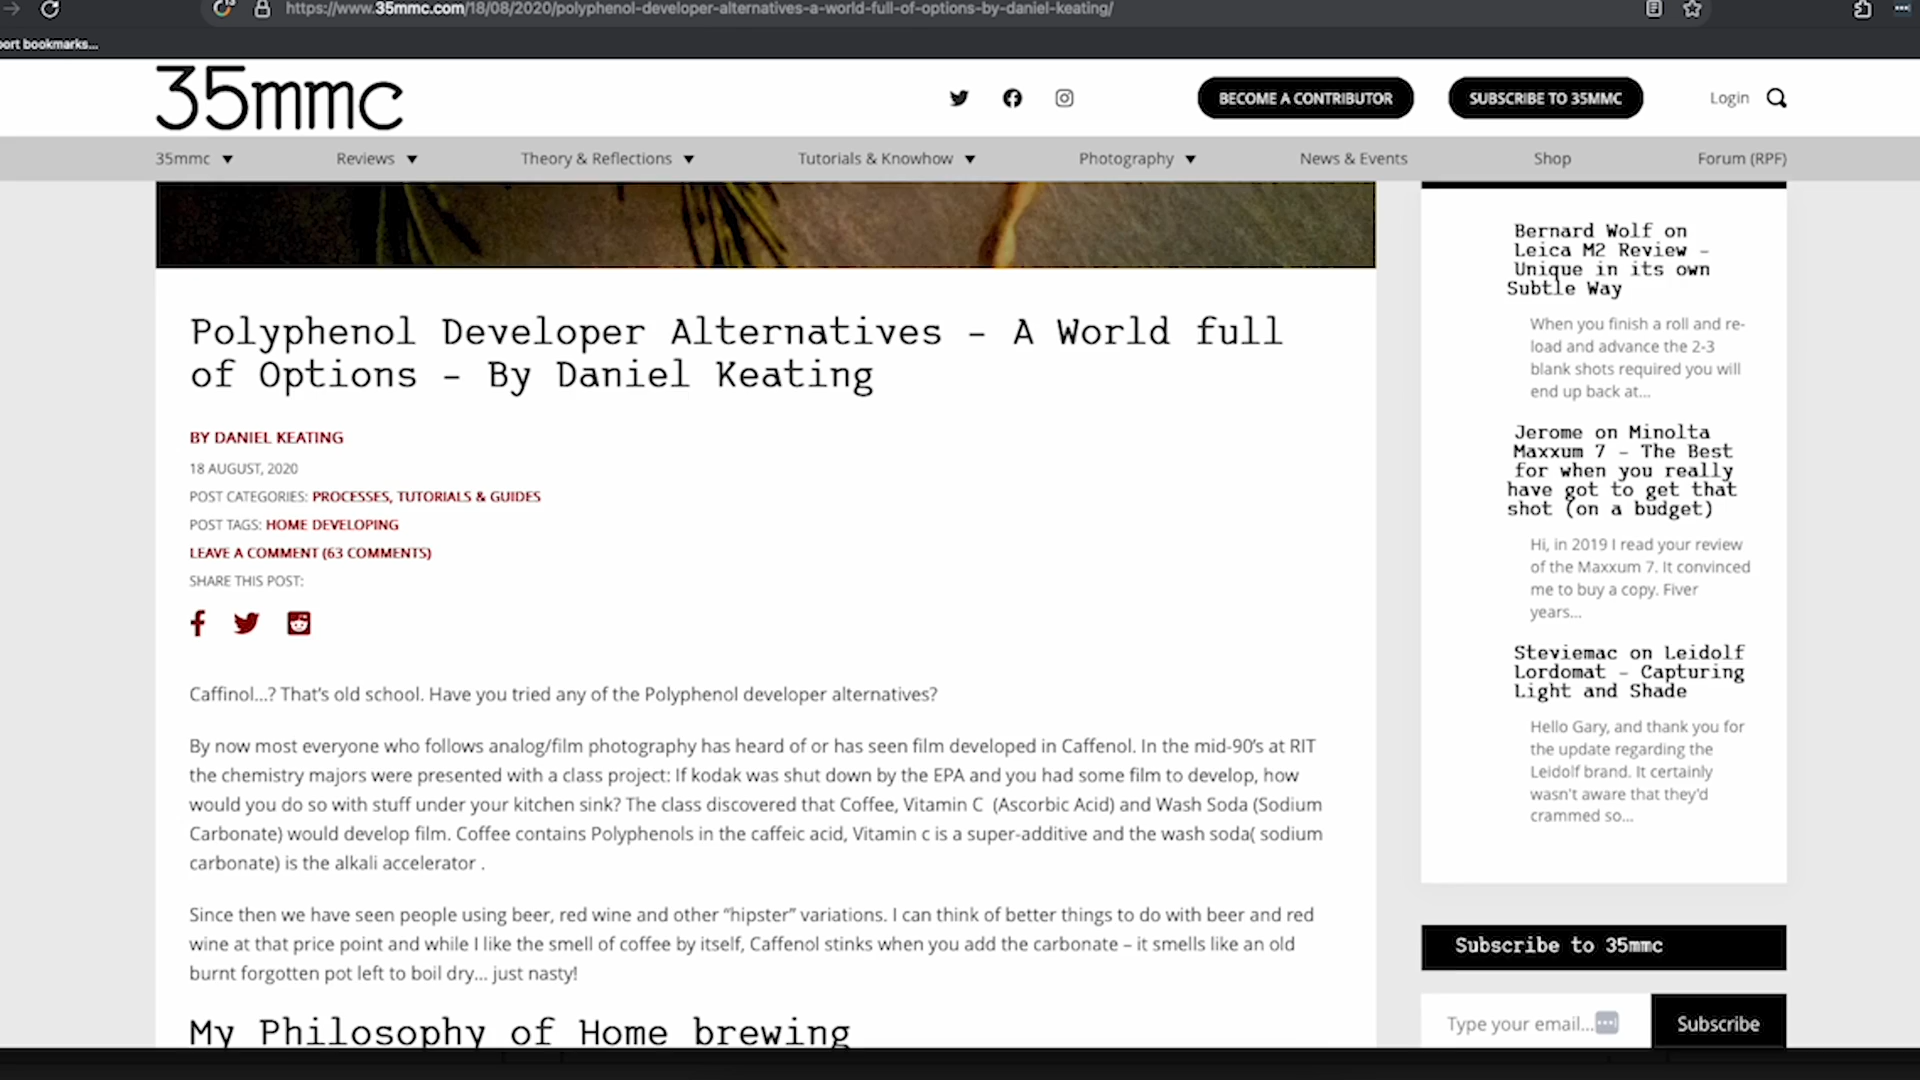 https://www.35mmc.com/18/08/2020/polyphenol-developer-alternatives-a-world-full-of-options-by-daniel-keating/
ort bookmarks...
35mmc
BECOME A CONTRIBUTOR
SUBSCRIBE TO 35MMC
Login
35mmc
Reviews
Theory & Reflections
Tutorials & Knowhow
Photography
News & Events
Shop
Forum (RPF)
Polyphenol Developer Alternatives – A World full
of Options – By Daniel Keating
BY DANIEL KEATING
18 AUGUST, 2020
POST CATEGORIES: PROCESSES, TUTORIALS & GUIDES
POST TAGS: HOME DEVELOPING
LEAVE A COMMENT (63 COMMENTS)
SHARE THIS POST:
Caffinol...? That's old school. Have you tried any of the Polyphenol developer alternatives?
By now most everyone who follows analog/film photography has heard of or has seen film developed in Caffenol. In the mid-90's at RIT
the chemistry majors were presented with a class project: If kodak was shut down by the EPA and you had some film to develop, how
would you do so with stuff under your kitchen sink? The class discovered that Coffee, Vitamin C  (Ascorbic Acid) and Wash Soda (Sodium
Carbonate) would develop film. Coffee contains Polyphenols in the caffeic acid, Vitamin c is a super-additive and the wash soda( sodium
carbonate) is the alkali accelerator .
Since then we have seen people using beer, red wine and other “hipster” variations. I can think of better things to do with beer and red
wine at that price point and while I like the smell of coffee by itself, Caffenol stinks when you add the carbonate – it smells like an old
burnt forgotten pot left to boil dry... just nasty!
My Philosophy of Home brewing
Bernard Wolf on
Leica M2 Review –
Unique in its own
Subtle Way
When you finish a roll and re-
load and advance the 2-3
blank shots required you will
end up back at...
Jerome on Minolta
Maxxum 7 – The Best
for when you really
have got to get that
shot (on a budget)
Hi, in 2019 I read your review
of the Maxxum 7. It convinced
me to buy a copy. Fiver
years...
Steviemac on Leidolf
Lordomat – Capturing
Light and Shade
Hello Gary, and thank you for
the update regarding the
Leidolf brand. It certainly
wasn't aware that they'd
crammed so...
Subscribe to 35mmc
Type your email...
Subscribe